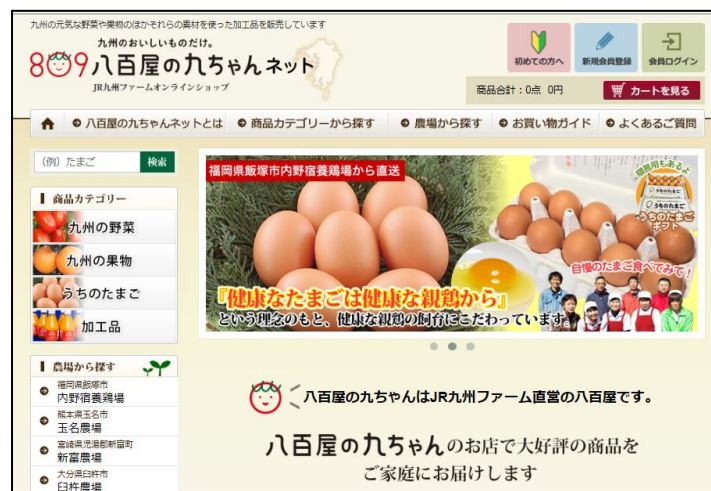 九州の元気な野菜や果物のほかそれらの素材を使った加工品を販売しています
九州のおいしいものだけ。
809 八百屋の九ちゃんネット
JR九州ファームオンラインショップ
初めての方へ
新規会員登録
会員ログイン
商品合計：0点 0円
カートを見る
八百屋の九ちゃんネットとは
商品カテゴリーから探す
農場から探す
お買い物ガイド
よくあるご質問
(例) たまご
検索
商品カテゴリー
九州の野菜
九州の果物
うちのたまご
加工品
農場から探す
福岡県飯塚市
内野宿養鶏場
熊本県玉名市
玉名農場
宮崎県児湯郡新富町
新富農場
大分県臼杵市
臼杵農場
福岡県飯塚市内野宿養鶏場から直送
贈答用もあるよ
うちのたまご
うちのたまご
ギフト
自慢のたまご食べてみて！
『健康なたまごは健康な親鶏から』
という理念のもと、健康な親鶏の飼育にこだわっています。
八百屋の九ちゃんはJR九州ファーム直営の八百屋です。
八百屋の九ちゃんのお店で大好評の商品を
ご家庭にお届けします